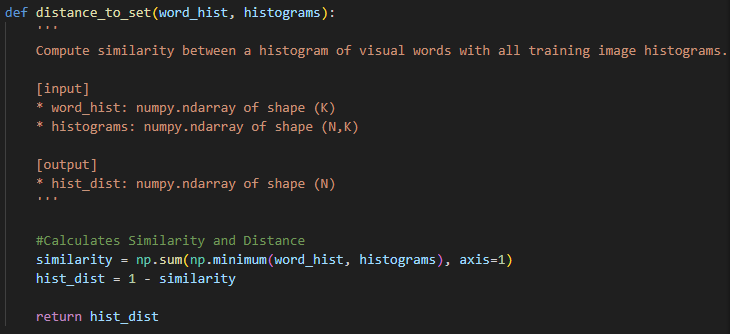 def distance_to_set(word_hist, histograms):
'''
Compute similarity between a histogram of visual words with all training image histograms.
[input]
* word_hist: numpy.ndarray of shape (K)
* histograms: numpy.ndarray of shape (N,K)
[output]
* hist_dist: numpy.ndarray of shape (N)
'''
#Calculates Similarity and Distance
similarity = np.sum(np.minimum(word_hist, histograms), axis=1)
hist_dist = 1 - similarity
return hist_dist